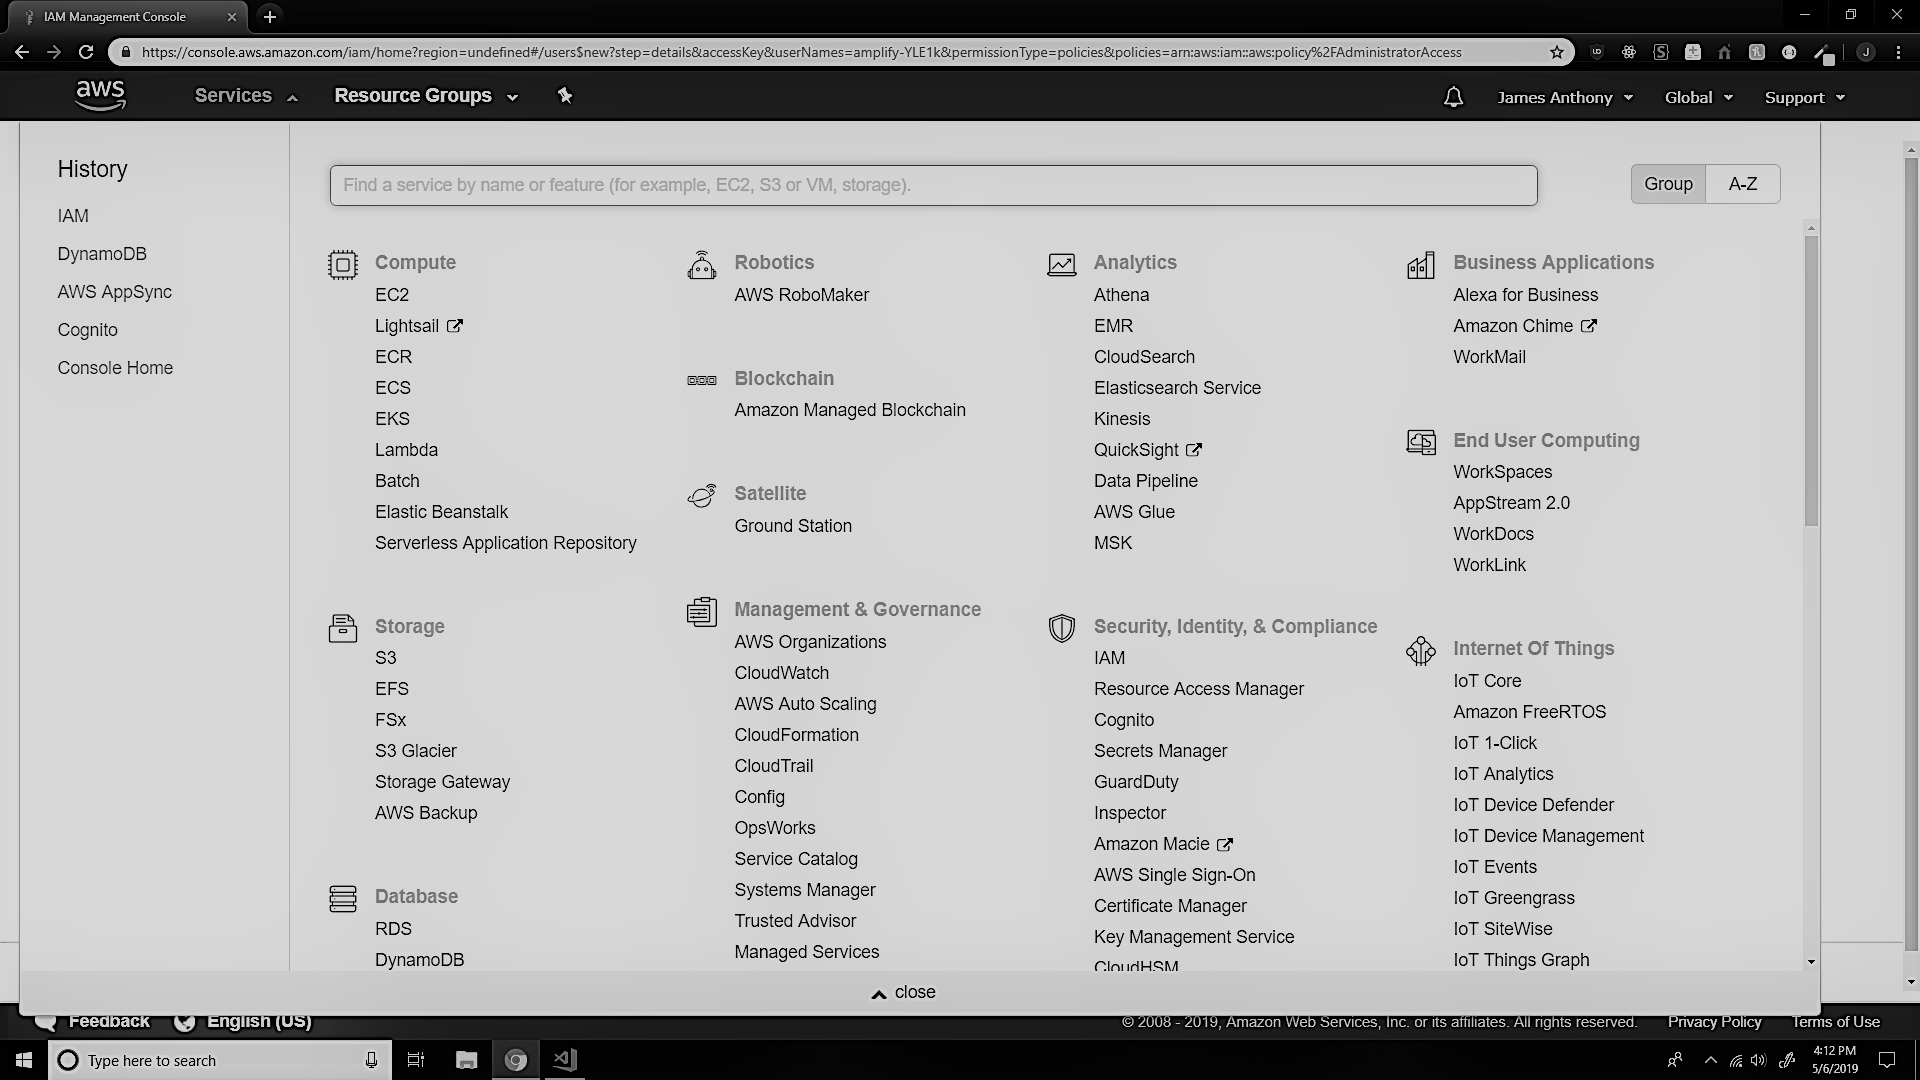 IAM Management Console
https://console.aws.amazon.com/iam/home?region=undefined#/users$new?step=details&accessKey&userNames=amplify-YLE1k&permissionType=policies&policies=arn:aws:iam::aws:policy%2FAdministratorAccess
aws
Services
Resource Groups
James Anthony
Global
Support
History
IAM
DynamoDB
AWS AppSync
Cognito
Console Home
Find a service by name or feature (for example, EC2, S3 or VM, storage).
Group
A-Z
Compute
EC2
Lightsail
ECR
ECS
EKS
Lambda
Batch
Elastic Beanstalk
Serverless Application Repository
Storage
S3
EFS
FSx
S3 Glacier
Storage Gateway
AWS Backup
Database
RDS
DynamoDB
Robotics
AWS RoboMaker
Blockchain
Amazon Managed Blockchain
Satellite
Ground Station
Management & Governance
AWS Organizations
CloudWatch
AWS Auto Scaling
CloudFormation
CloudTrail
Config
OpsWorks
Service Catalog
Systems Manager
Trusted Advisor
Managed Services
Analytics
Athena
EMR
CloudSearch
Elasticsearch Service
Kinesis
QuickSight
Data Pipeline
AWS Glue
MSK
Security, Identity, & Compliance
IAM
Resource Access Manager
Cognito
Secrets Manager
GuardDuty
Inspector
Amazon Macie
AWS Single Sign-On
Certificate Manager
Key Management Service
CloudHSM
Business Applications
Alexa for Business
Amazon Chime
WorkMail
End User Computing
WorkSpaces
AppStream 2.0
WorkDocs
WorkLink
Internet Of Things
IoT Core
Amazon FreeRTOS
IoT 1-Click
IoT Analytics
IoT Device Defender
IoT Device Management
IoT Events
IoT Greengrass
IoT SiteWise
IoT Things Graph
close
Feedback
English (US)
© 2008 - 2019, Amazon Web Services, Inc. or its affiliates. All rights reserved.
Privacy Policy
Terms of Use
Type here to search
4:12 PM
5/6/2019